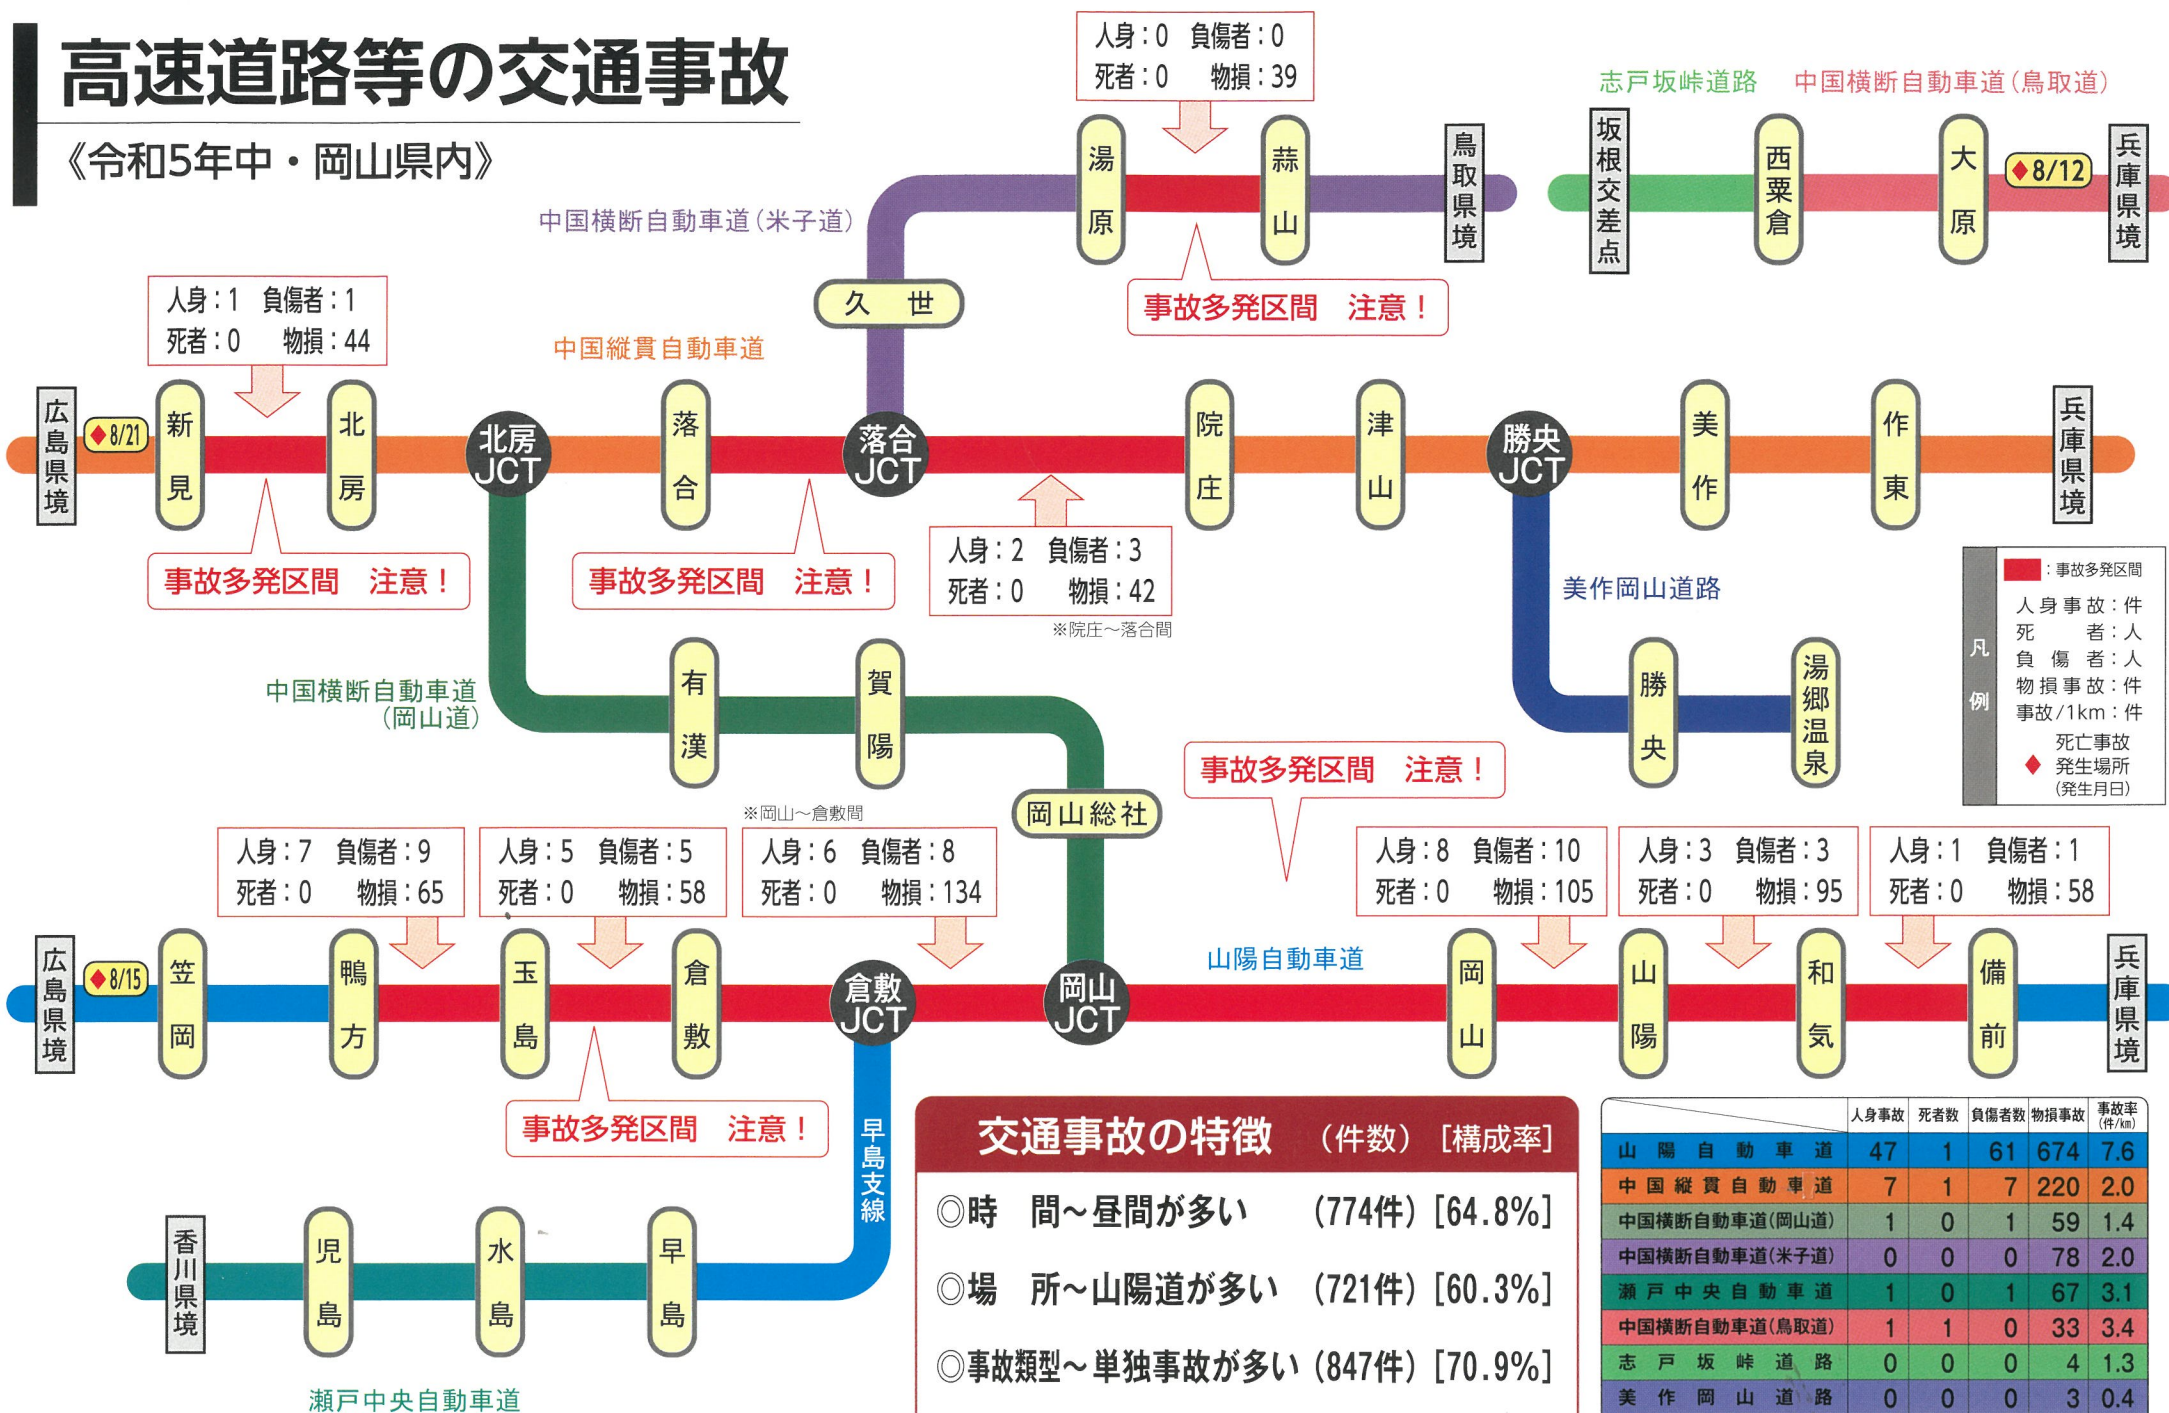 高速道路等の交通事故
《令和5年中・岡山県内》
人身：0　負傷者：0
死者：0　物損：39
志戸坂峠道路
中国横断自動車道(鳥取道)
湯原
蒜山
鳥取県境
坂根交差点
西粟倉
大原
♦8/12
兵庫県境
中国横断自動車道(米子道)
久世
事故多発区間　注意！
人身：1　負傷者：1
死者：0　物損：44
中国縦貫自動車道
広島県境
♦8/21
新見
北房
北房JCT
落合
落合JCT
院庄
津山
勝央JCT
美作
作東
兵庫県境
事故多発区間　注意！
事故多発区間　注意！
人身：2　負傷者：3
死者：0　物損：42
※院庄～落合間
美作岡山道路
勝央
湯郷温泉
凡例
：事故多発区間
人身事故：件
死者：人
負傷者：人
物損事故：件
事故/1km：件
♦ 死亡事故
発生場所
(発生月日)
中国横断自動車道
(岡山道)
有漢
賀陽
岡山総社
事故多発区間　注意！
人身：7　負傷者：9
死者：0　物損：65
人身：5　負傷者：5
死者：0　物損：58
※岡山～倉敷間
人身：6　負傷者：8
死者：0　物損：134
人身：8　負傷者：10
死者：0　物損：105
人身：3　負傷者：3
死者：0　物損：95
人身：1　負傷者：1
死者：0　物損：58
山陽自動車道
広島県境
♦8/15
笠岡
鴨方
玉島
倉敷
倉敷JCT
岡山JCT
岡山
山陽
和気
備前
兵庫県境
事故多発区間　注意！
早島支線
香川県境
児島
水島
早島
瀬戸中央自動車道
交通事故の特徴　（件数）［構成率］
◎時　間～昼間が多い　(774件)［64.8%］
◎場　所～山陽道が多い　(721件)［60.3%］
◎事故類型～単独事故が多い　(847件)［70.9%］
人身事故　死者数　負傷者数　物損事故　事故率(件/km)
山陽自動車道　47　1　61　674　7.6
中国縦貫自動車道　7　1　7　220　2.0
中国横断自動車道(岡山道)　1　0　1　59　1.4
中国横断自動車道(米子道)　0　0　0　78　2.0
瀬戸中央自動車道　1　0　1　67　3.1
中国横断自動車道(鳥取道)　1　1　0　33　3.4
志戸坂峠道路　0　0　0　4　1.3
美作岡山道路　0　0　0　3　0.4